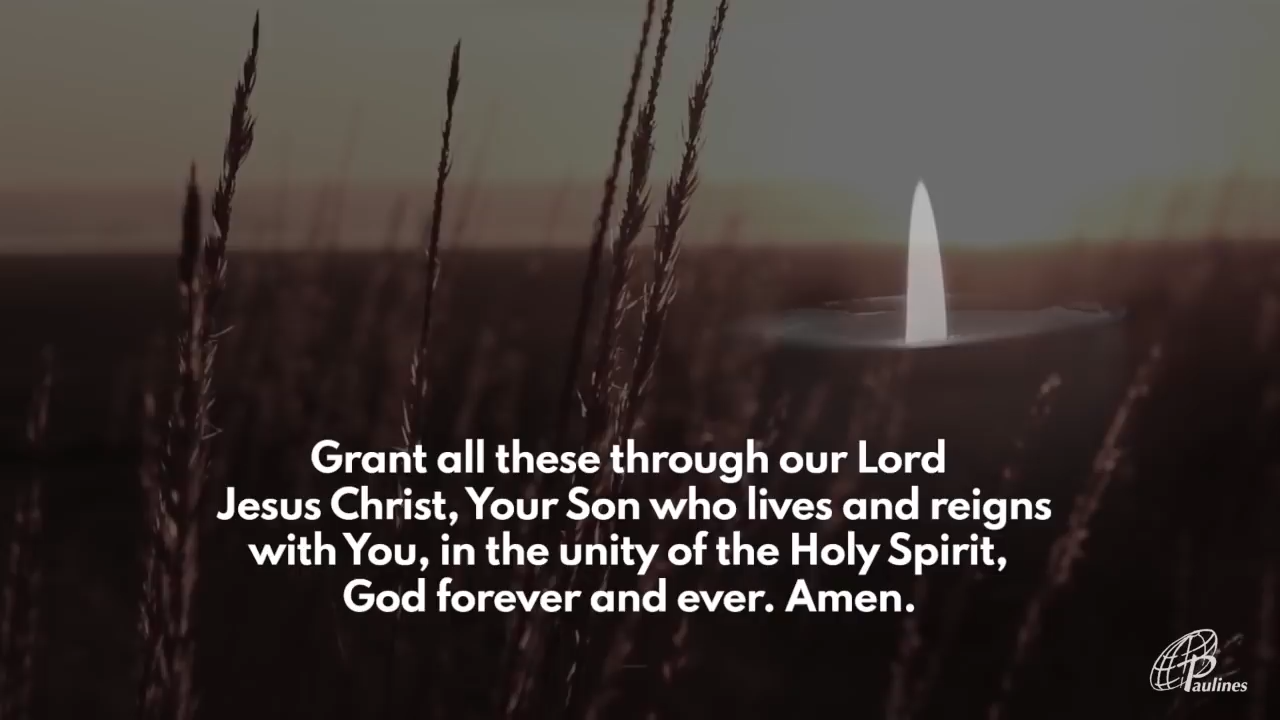 Grant all these through our Lord
Jesus Christ, Your Son who lives and reigns
with You, in the unity of the Holy Spirit,
God forever and ever. Amen.
Paulines